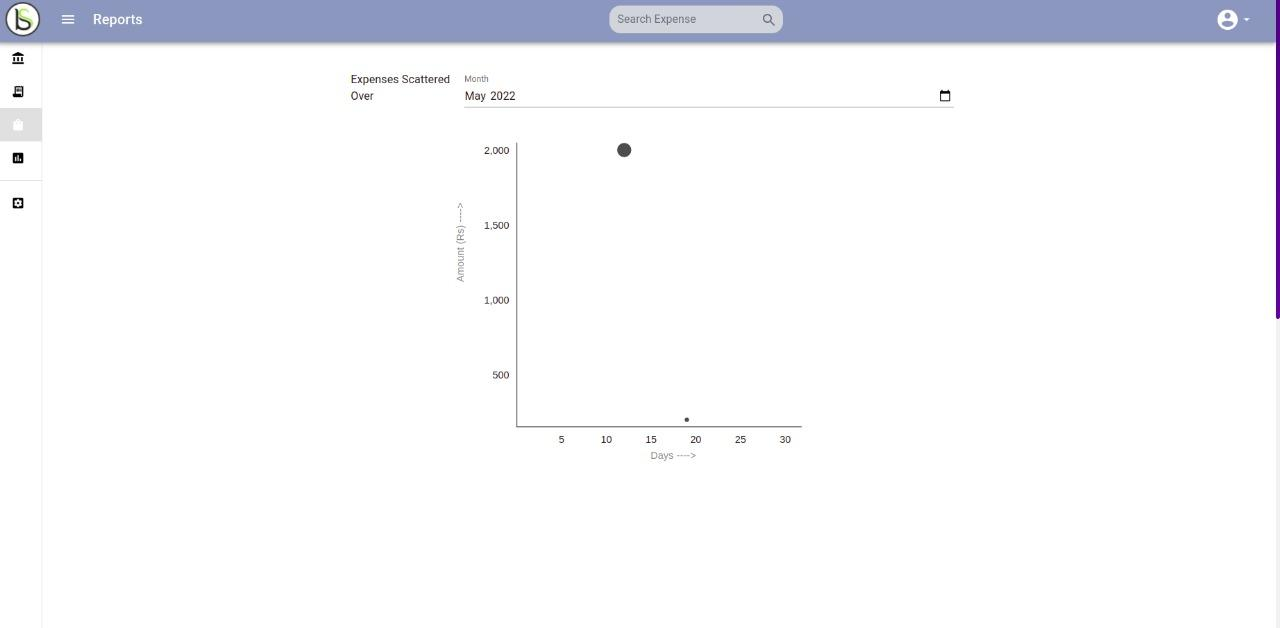 bs
Reports
Search Expense
Expenses Scattered
Over
Month
May 2022
2,000
1,500
1,000
500
Amount (Rs) ---->
5 10 15 20 25 30
Days ---->